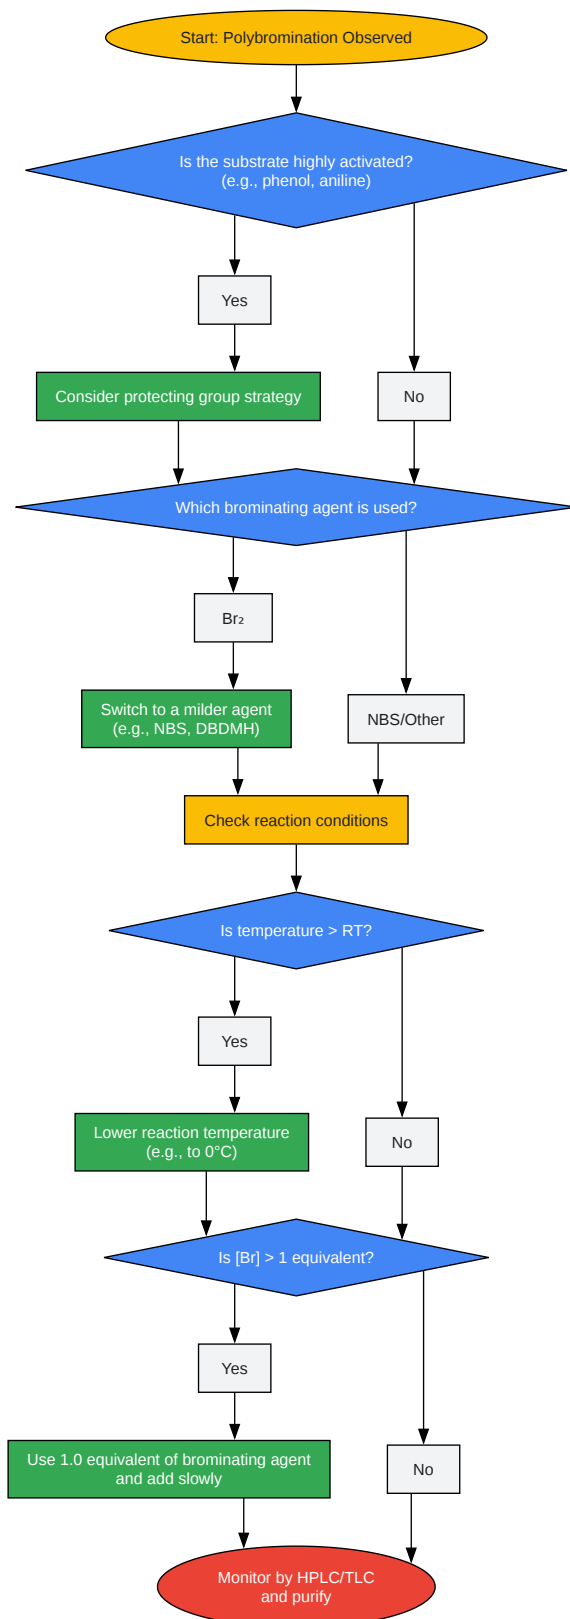 Start: Polybromination Observed
Is the substrate highly activated?
(e.g., phenol, aniline)
Yes
Consider protecting group strategy
No
Which brominating agent is used?
Br₂
Switch to a milder agent
(e.g., NBS, DBDMH)
NBS/Other
Check reaction conditions
Is temperature > RT?
Yes
Lower reaction temperature
(e.g., to 0°C)
No
Is [Br] > 1 equivalent?
Yes
Use 1.0 equivalent of brominating agent
and add slowly
No
Monitor by HPLC/TLC
and purify